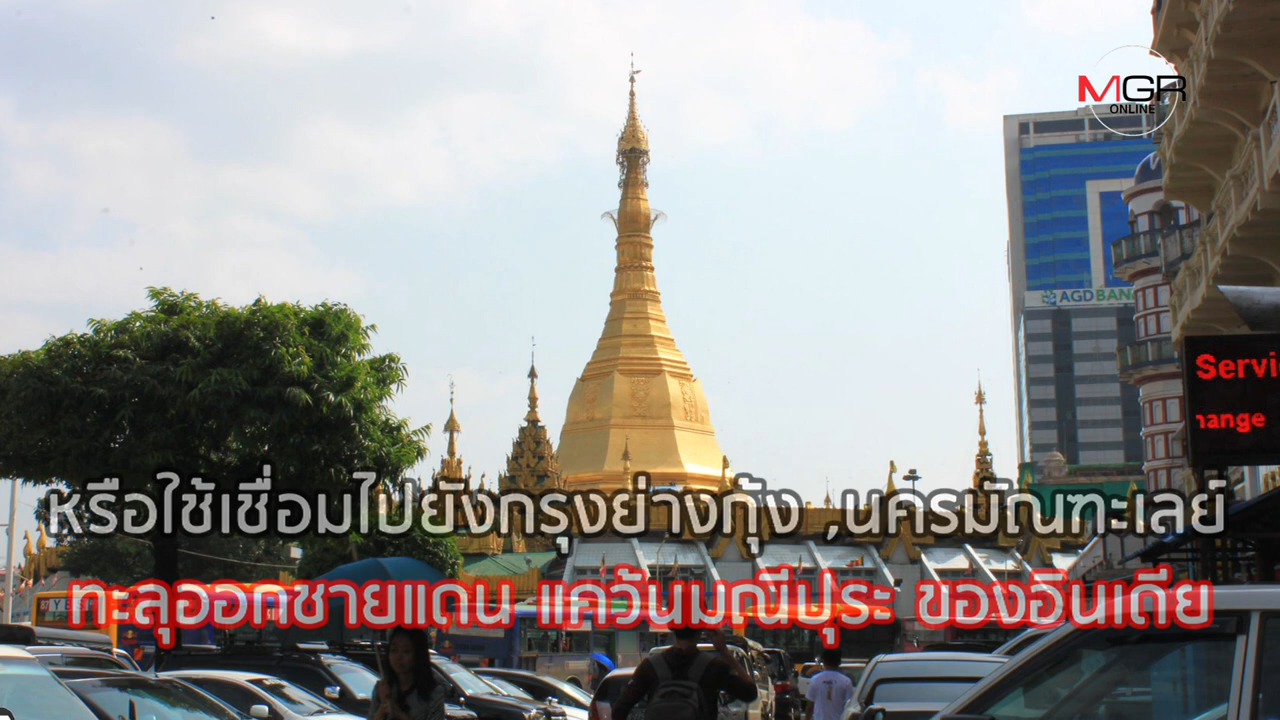 MGR
ONLINE
AGDBANK
Servi
hange
หรือใช้เชื่อมไปยังกรุงย่างกุ้ง ,นครมัณฑะเลย์
ทะลุออกชายแดน แคว้นมณีปุระ ของอินเดีย